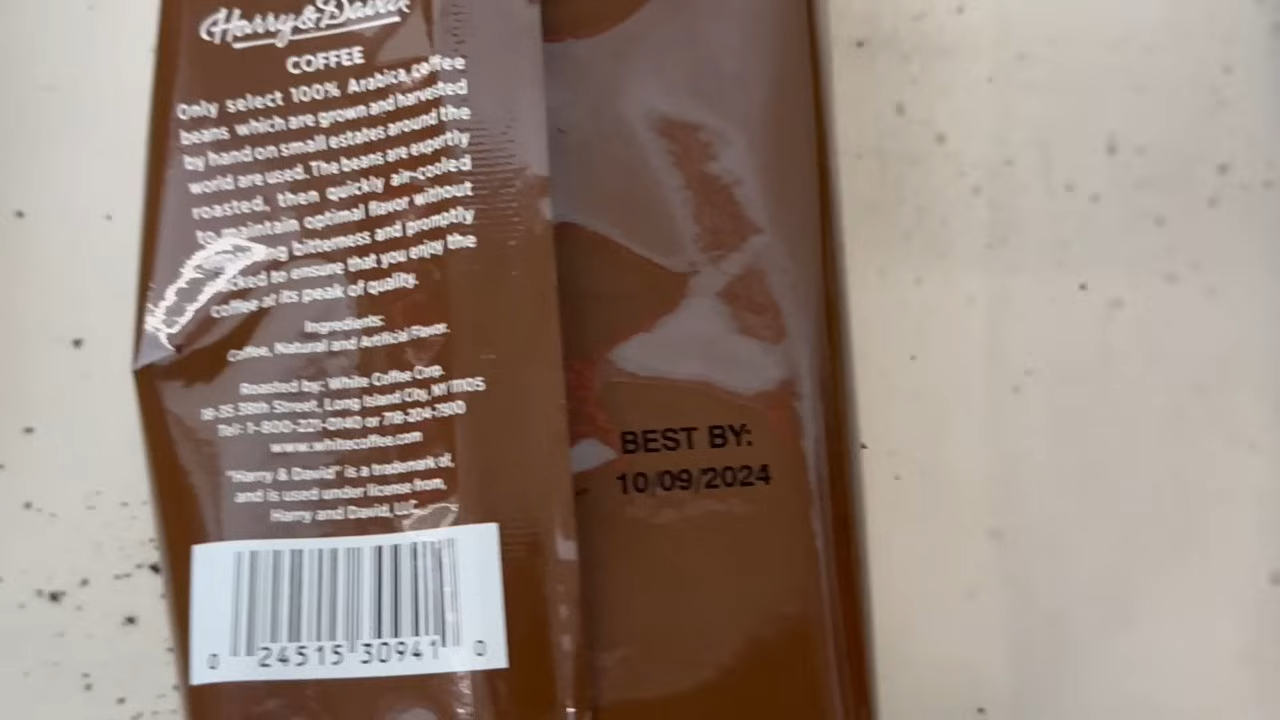 Harry & David
COFFEE
Only select 100% Arabica coffee
beans which are grown and harvested
by hand on small estates around the
world are used. The beans are expertly
roasted, then quickly air-cooled
to maintain optimal flavor without
bitterness and promptly
to ensure that you enjoy the
coffee at its peak of quality.
Ingredients:
Coffee, Natural and Artificial Flavor.
Roasted by: White Coffee Corp.
18-35 38th Street, Long Island City, NY 11105
Tel: 1-800-221-0140 or 718-204-7900
www.whitecoffee.com
"Harry & David" is a trademark of,
and is used under license from,
Harry and David, LLC.
0 24515 30941 0
BEST BY:
10/09/2024